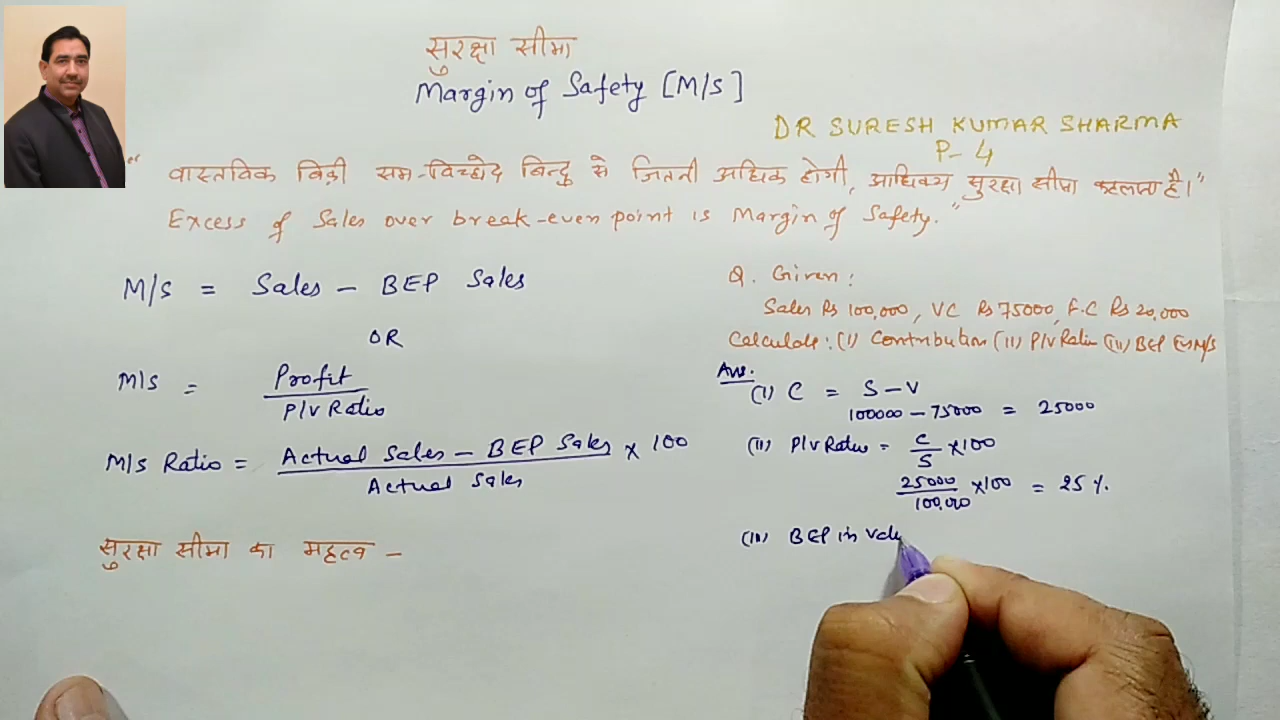 सुरक्षा सीमा
Margin of Safety [M/S]
DR SURESH KUMAR SHARMA
P-4
"वास्तविक बिक्री सम-विच्छेद बिन्दु से जितनी अधिक होगी, आधिक्य सुरक्षा सीमा कहलाता है।"
Excess of Sales over break-even point is Margin of Safety."
M/S = Sales - BEP Sales
OR
M/S = Profit
P/V Ratio
M/S Ratio = Actual Sales - BEP Sales × 100
Actual Sales
सुरक्षा सीमा का महत्व -
Q. Given:
Sales Rs 100,000, VC Rs 75000, F.C Rs 20,000
Calculate: (I) Contribution (II) P/V Ratio (III) BEP M/S
Ans.
(I) C = S-V
100000 - 75000 = 25000
(II) P/V Ratio = C/S × 100
25000/100,000 × 100 = 25 %.
(III) BEP in